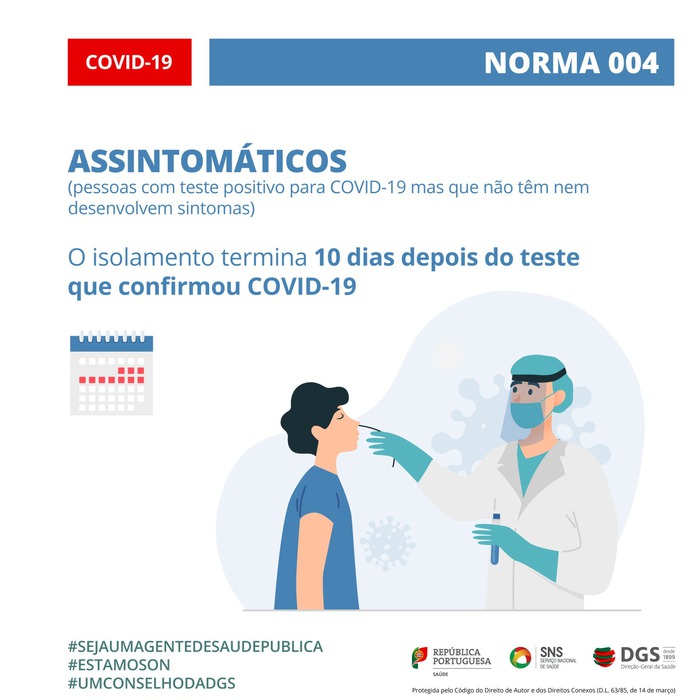 COVID-19
NORMA 004
ASSINTOMÁTICOS
(pessoas com teste positivo para COVID-19 mas que não têm nem
desenvolvem sintomas)
O isolamento termina 10 dias depois do teste
que confirmou COVID-19
#SEJAUMAGENTEDESAUDEPUBLICA
#ESTAMOSON
#UMCONSELHODADGS
REPÚBLICA
PORTUGUESA
SAÚDE
SNS
SERVIÇO NACIONAL
DE SAÚDE
DGS desde
1899
Direção-Geral da Saúde
Protegida pelo Código do Direito de Autor e dos Direitos Conexos (D.L. 63/85, de 14 de março)